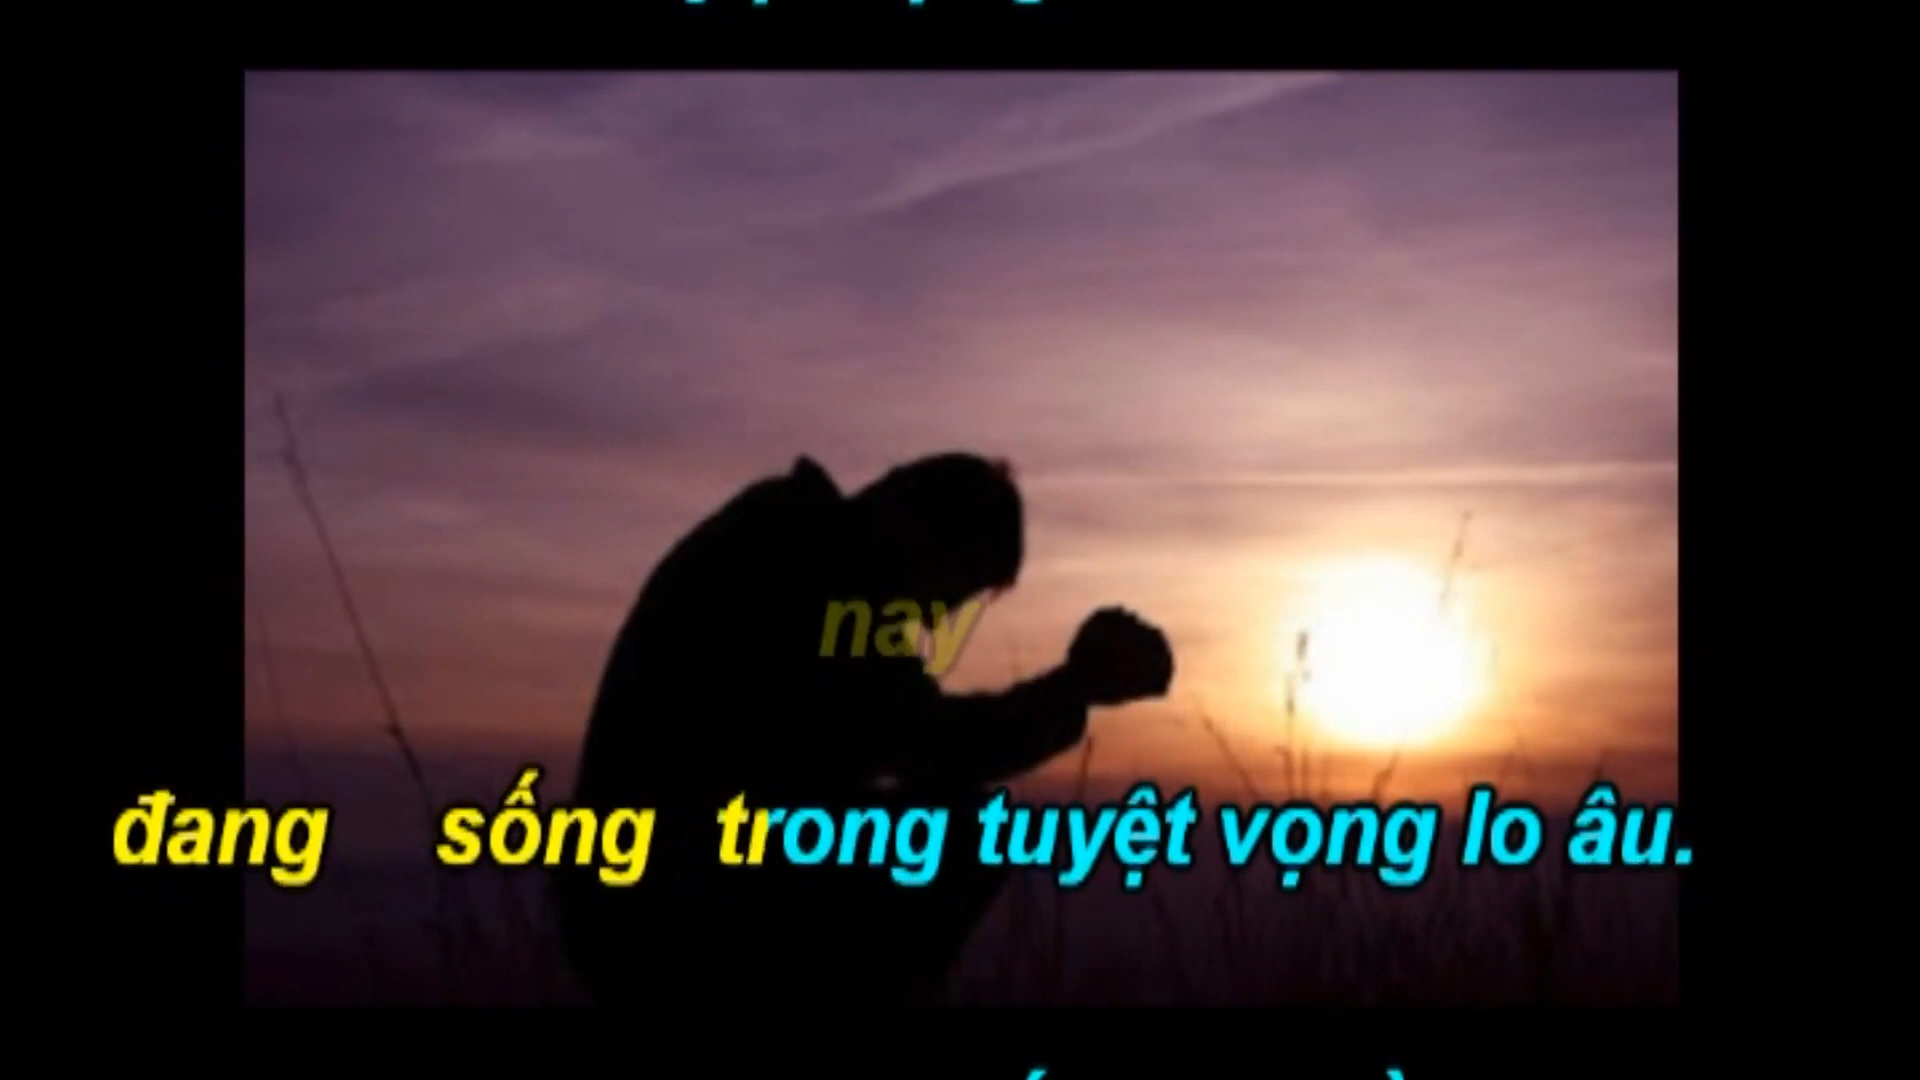 nay
đang sống trong tuyệt vọng lo âu.